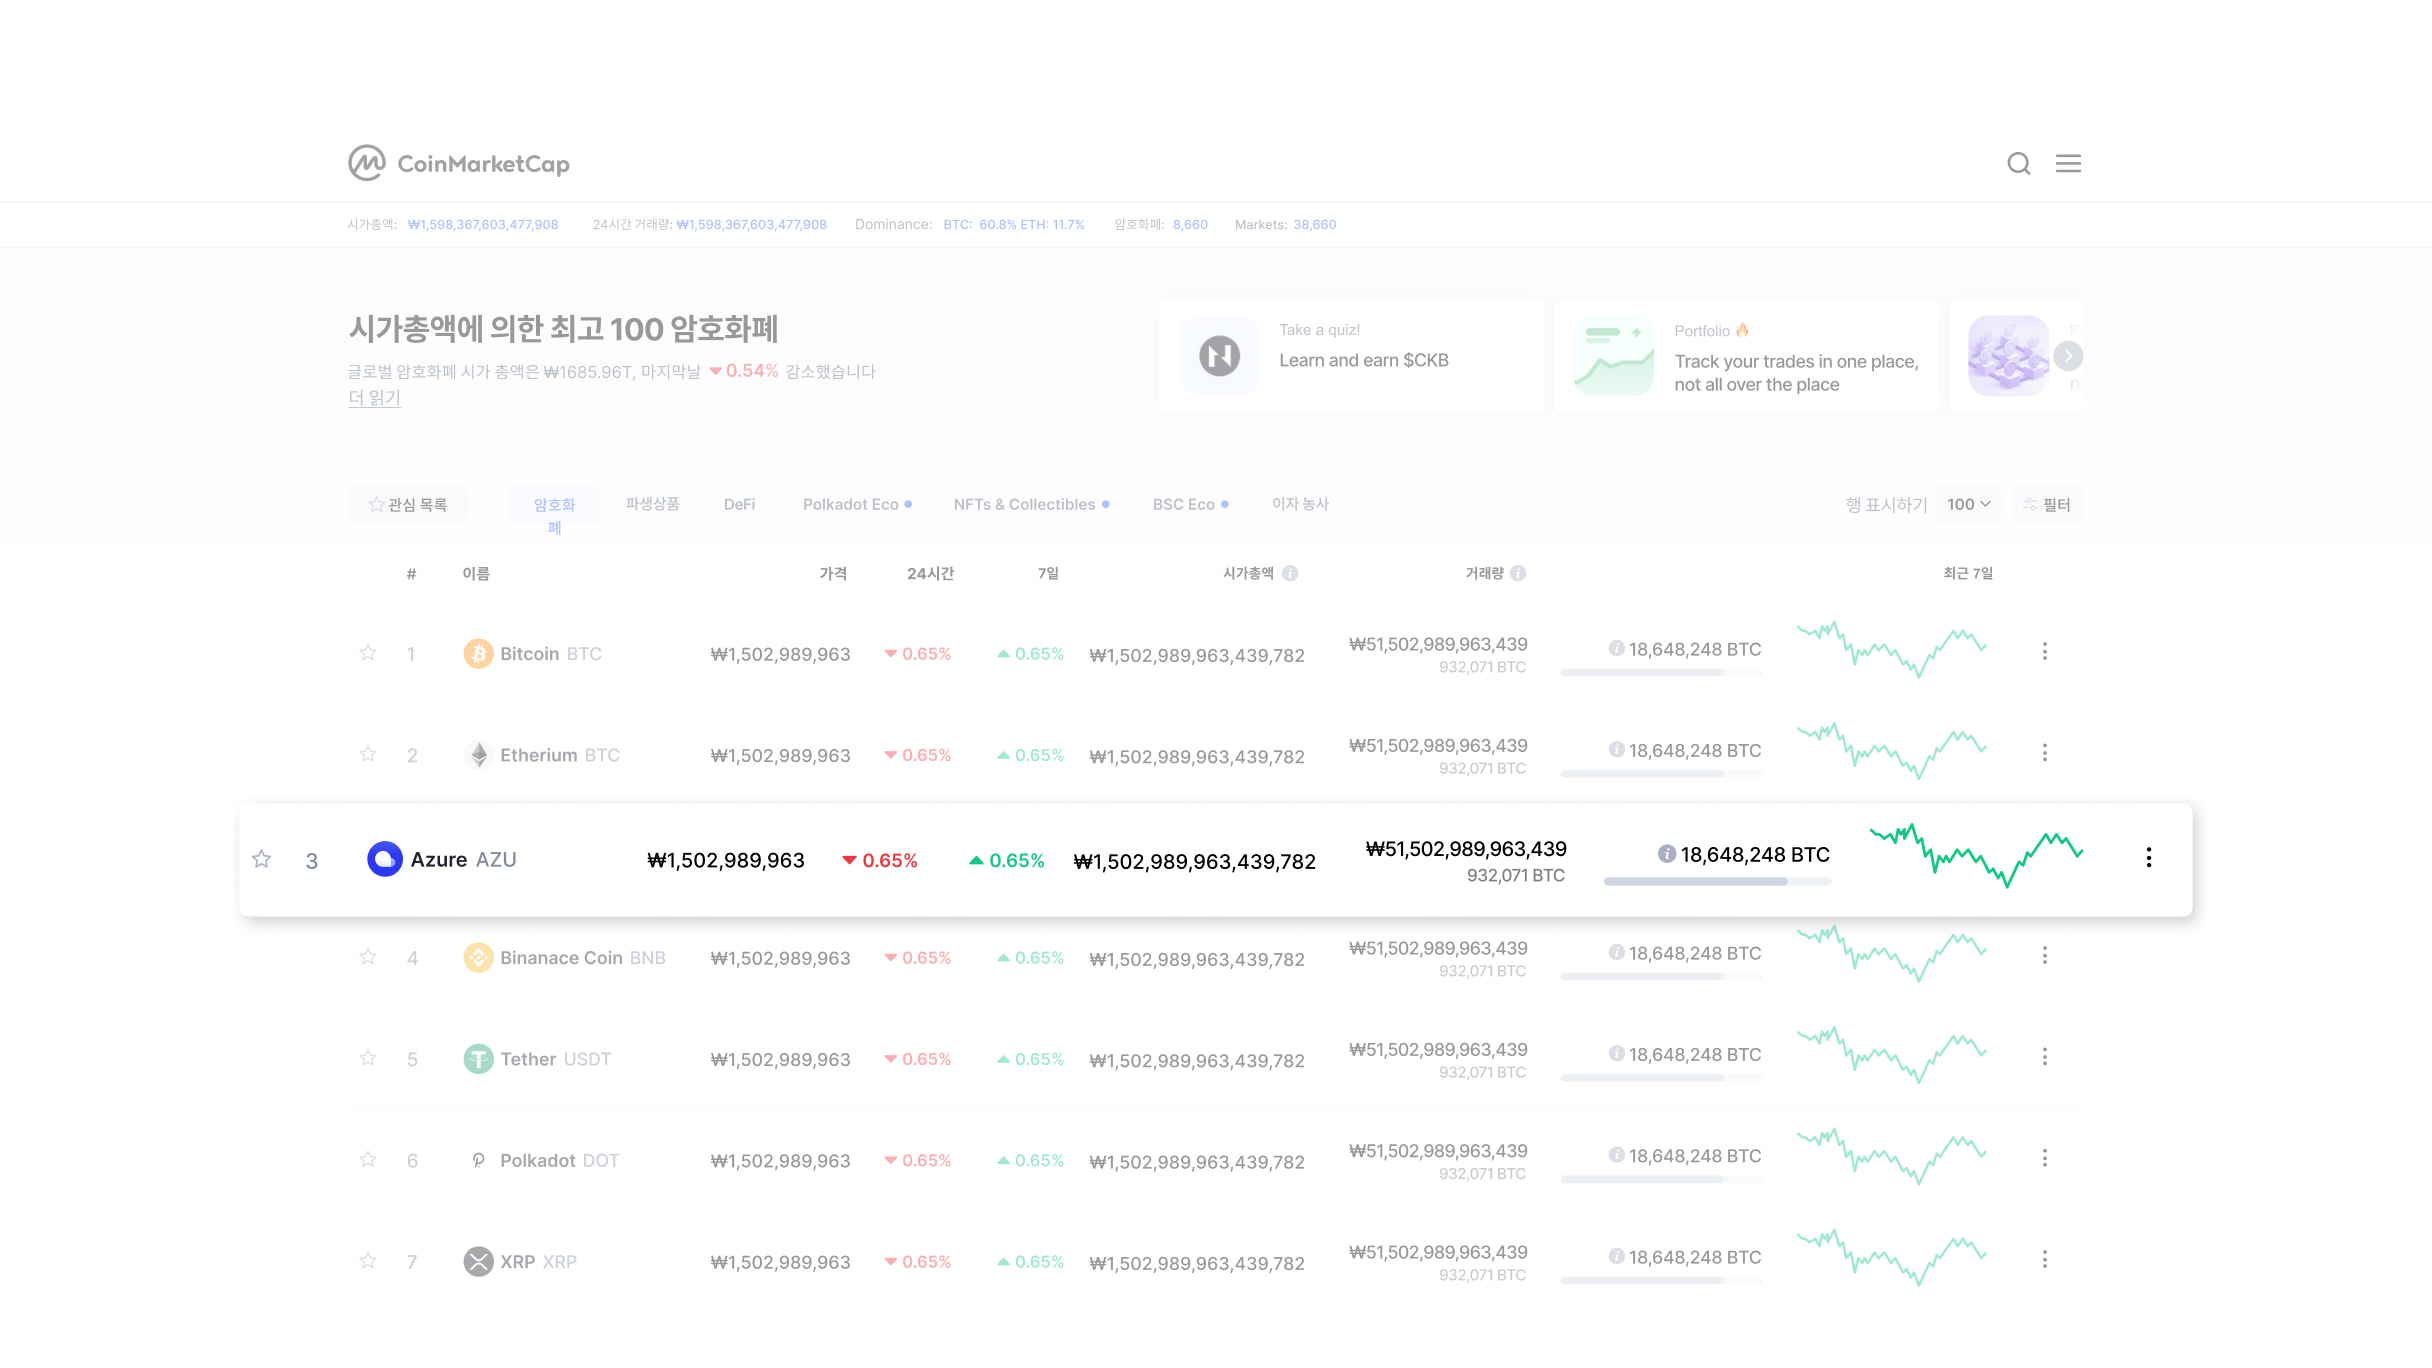 CoinMarketCap
시가총액: ₩1,598,367,603,477,908 24시간 거래량: ₩1,598,367,603,477,908 Dominance: BTC: 60.8% ETH: 11.7% 암호화폐: 8,660 Markets: 38,660
시가총액에 의한 최고 100 암호화폐
글로벌 암호화폐 시가 총액은 ₩1685.96T, 마지막날 ▼ 0.54% 감소했습니다
더 읽기
Take a quiz!
Learn and earn $CKB
Portfolio 🔥
Track your trades in one place,
not all over the place
관심 목록 암호화폐 파생상품 DeFi Polkadot Eco NFTs & Collectibles BSC Eco 이자 농사 행 표시하기 100 필터
# 이름 가격 24시간 7일 시가총액 거래량 최근 7일
1 Bitcoin BTC ₩1,502,989,963 ▼ 0.65% ▲ 0.65% ₩1,502,989,963,439,782 ₩51,502,989,963,439 18,648,248 BTC
932,071 BTC
2 Etherium BTC ₩1,502,989,963 ▼ 0.65% ▲ 0.65% ₩1,502,989,963,439,782 ₩51,502,989,963,439 18,648,248 BTC
932,071 BTC
3 Azure AZU ₩1,502,989,963 ▼ 0.65% ▲ 0.65% ₩1,502,989,963,439,782 ₩51,502,989,963,439 18,648,248 BTC
932,071 BTC
4 Binanace Coin BNB ₩1,502,989,963 ▼ 0.65% ▲ 0.65% ₩1,502,989,963,439,782 ₩51,502,989,963,439 18,648,248 BTC
932,071 BTC
5 Tether USDT ₩1,502,989,963 ▼ 0.65% ▲ 0.65% ₩1,502,989,963,439,782 ₩51,502,989,963,439 18,648,248 BTC
932,071 BTC
6 Polkadot DOT ₩1,502,989,963 ▼ 0.65% ▲ 0.65% ₩1,502,989,963,439,782 ₩51,502,989,963,439 18,648,248 BTC
932,071 BTC
7 XRP XRP ₩1,502,989,963 ▼ 0.65% ▲ 0.65% ₩1,502,989,963,439,782 ₩51,502,989,963,439 18,648,248 BTC
932,071 BTC